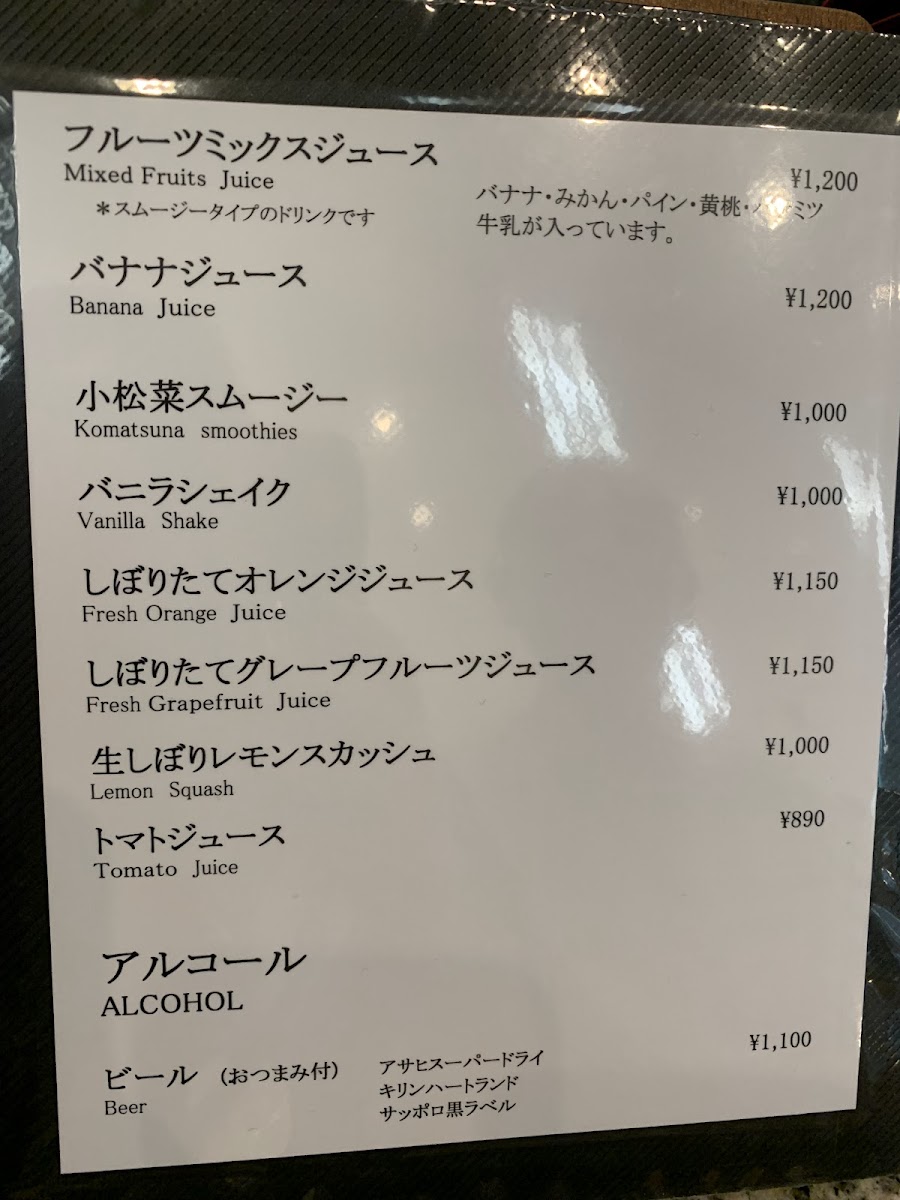 フルーツミックスジュース
Mixed Fruits Juice
¥1,200
＊スムージータイプのドリンクです
バナナ・みかん・パイン・黄桃・
牛乳が入っています。
バナナジュース
Banana Juice
¥1,200
小松菜スムージー
Komatsuna smoothies
¥1,000
バニラシェイク
Vanilla Shake
¥1,000
しぼりたてオレンジジュース
Fresh Orange Juice
¥1,150
しぼりたてグレープフルーツジュース
Fresh Grapefruit Juice
¥1,150
生しぼりレモンスカッシュ
Lemon Squash
¥1,000
トマトジュース
Tomato Juice
¥890
アルコール
ALCOHOL
ビール （おつまみ付）
Beer
アサヒスーパードライ
キリンハートランド
サッポロ黒ラベル
¥1,100